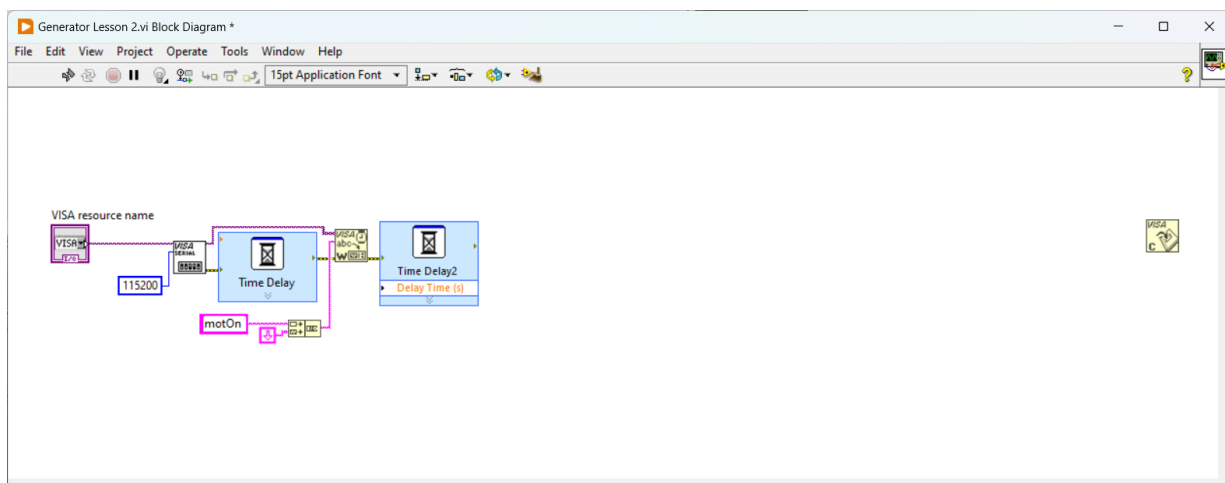 Generator Lesson 2.vi Block Diagram *
File Edit View Project Operate Tools Window Help
15pt Application Font
?
VISA resource name
VISA
I/O
VISA
SERIAL
115200
Time Delay
VISA
abc
W
Time Delay2
Delay Time (s)
motOn
VISA
C